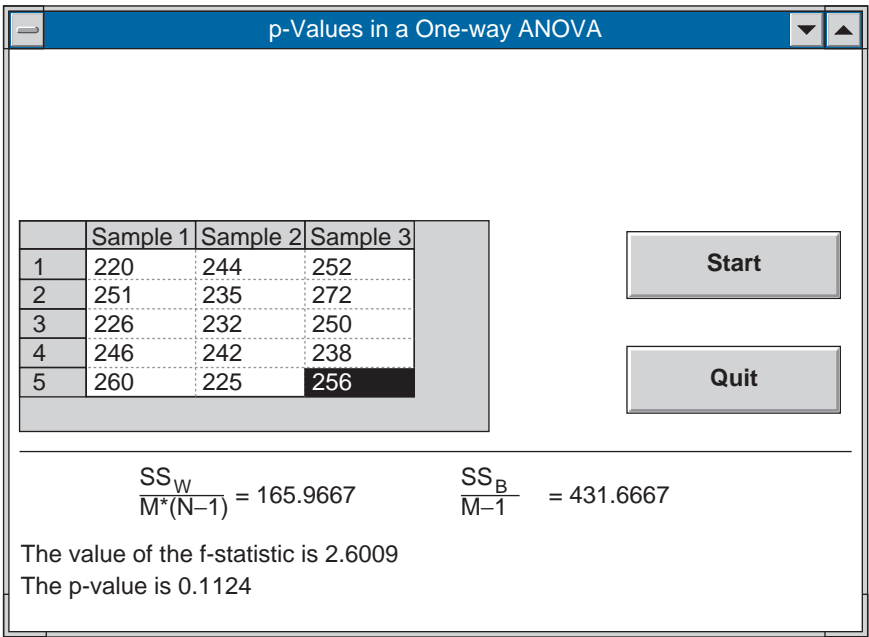 p-Values in a One-way ANOVA
Sample 1 Sample 2 Sample 3
1 220 244 252
2 251 235 272
3 226 232 250
4 246 242 238
5 260 225 256
Start
Quit
SS_W / M*(N−1) = 165.9667
SS_B / M−1 = 431.6667
The value of the f-statistic is 2.6009
The p-value is 0.1124